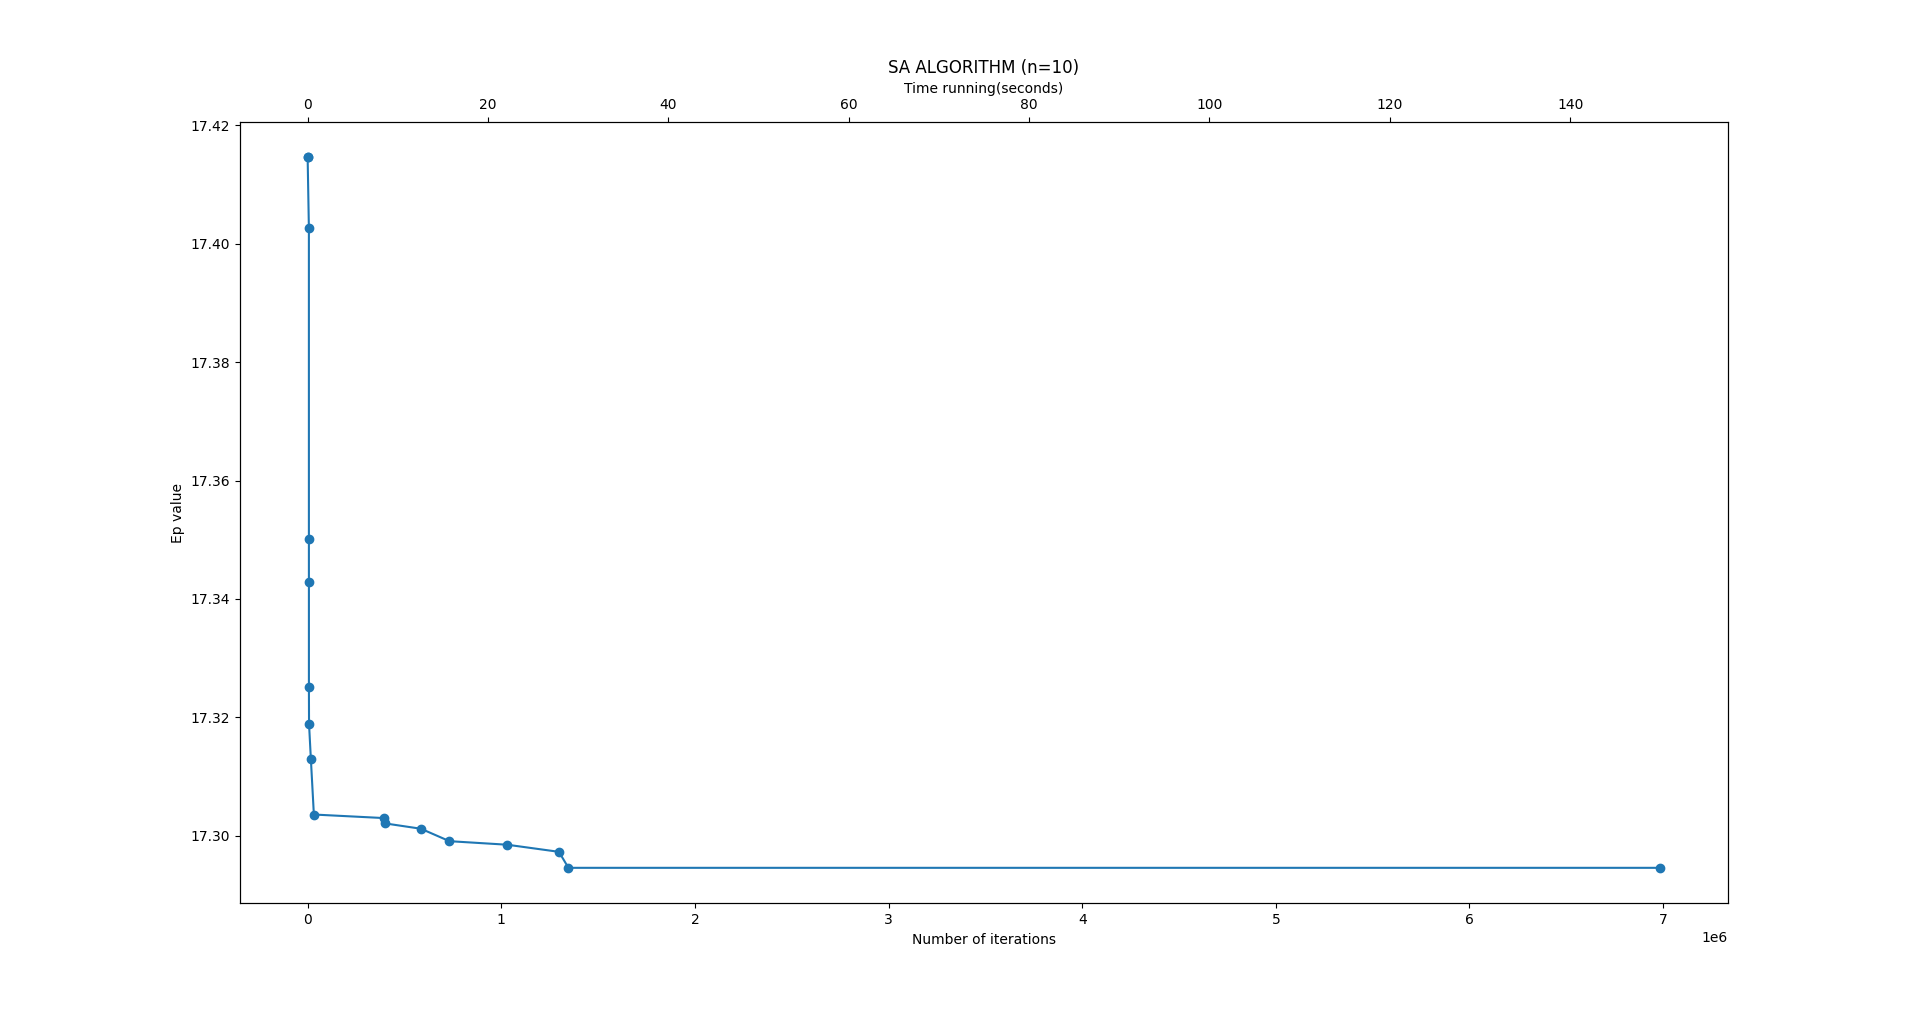 SA ALGORITHM (n=10)
Time running(seconds)
0 20 40 60 80 100 120 140
17.42
17.40
17.38
17.36
Ep value
17.34
17.32
17.30
0 1 2 3 4 5 6 7
Number of iterations
1e6